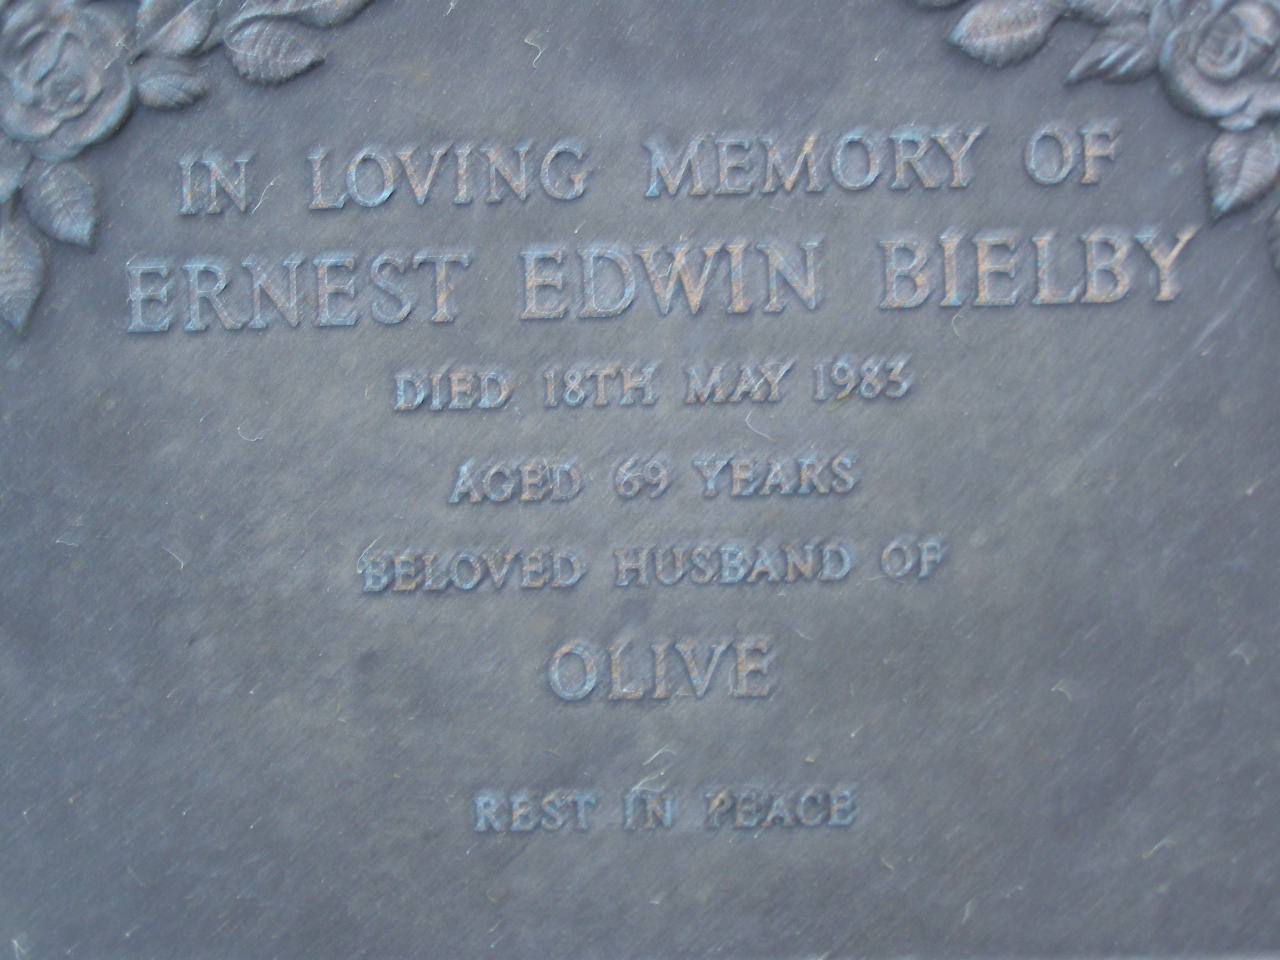 IN LOVING MEMORY OF
ERNEST EDWIN BIELBY
DIED 18TH MAY 1983
AGED 69 YEARS
BELOVED HUSBAND OF
OLIVE
REST IN PEACE